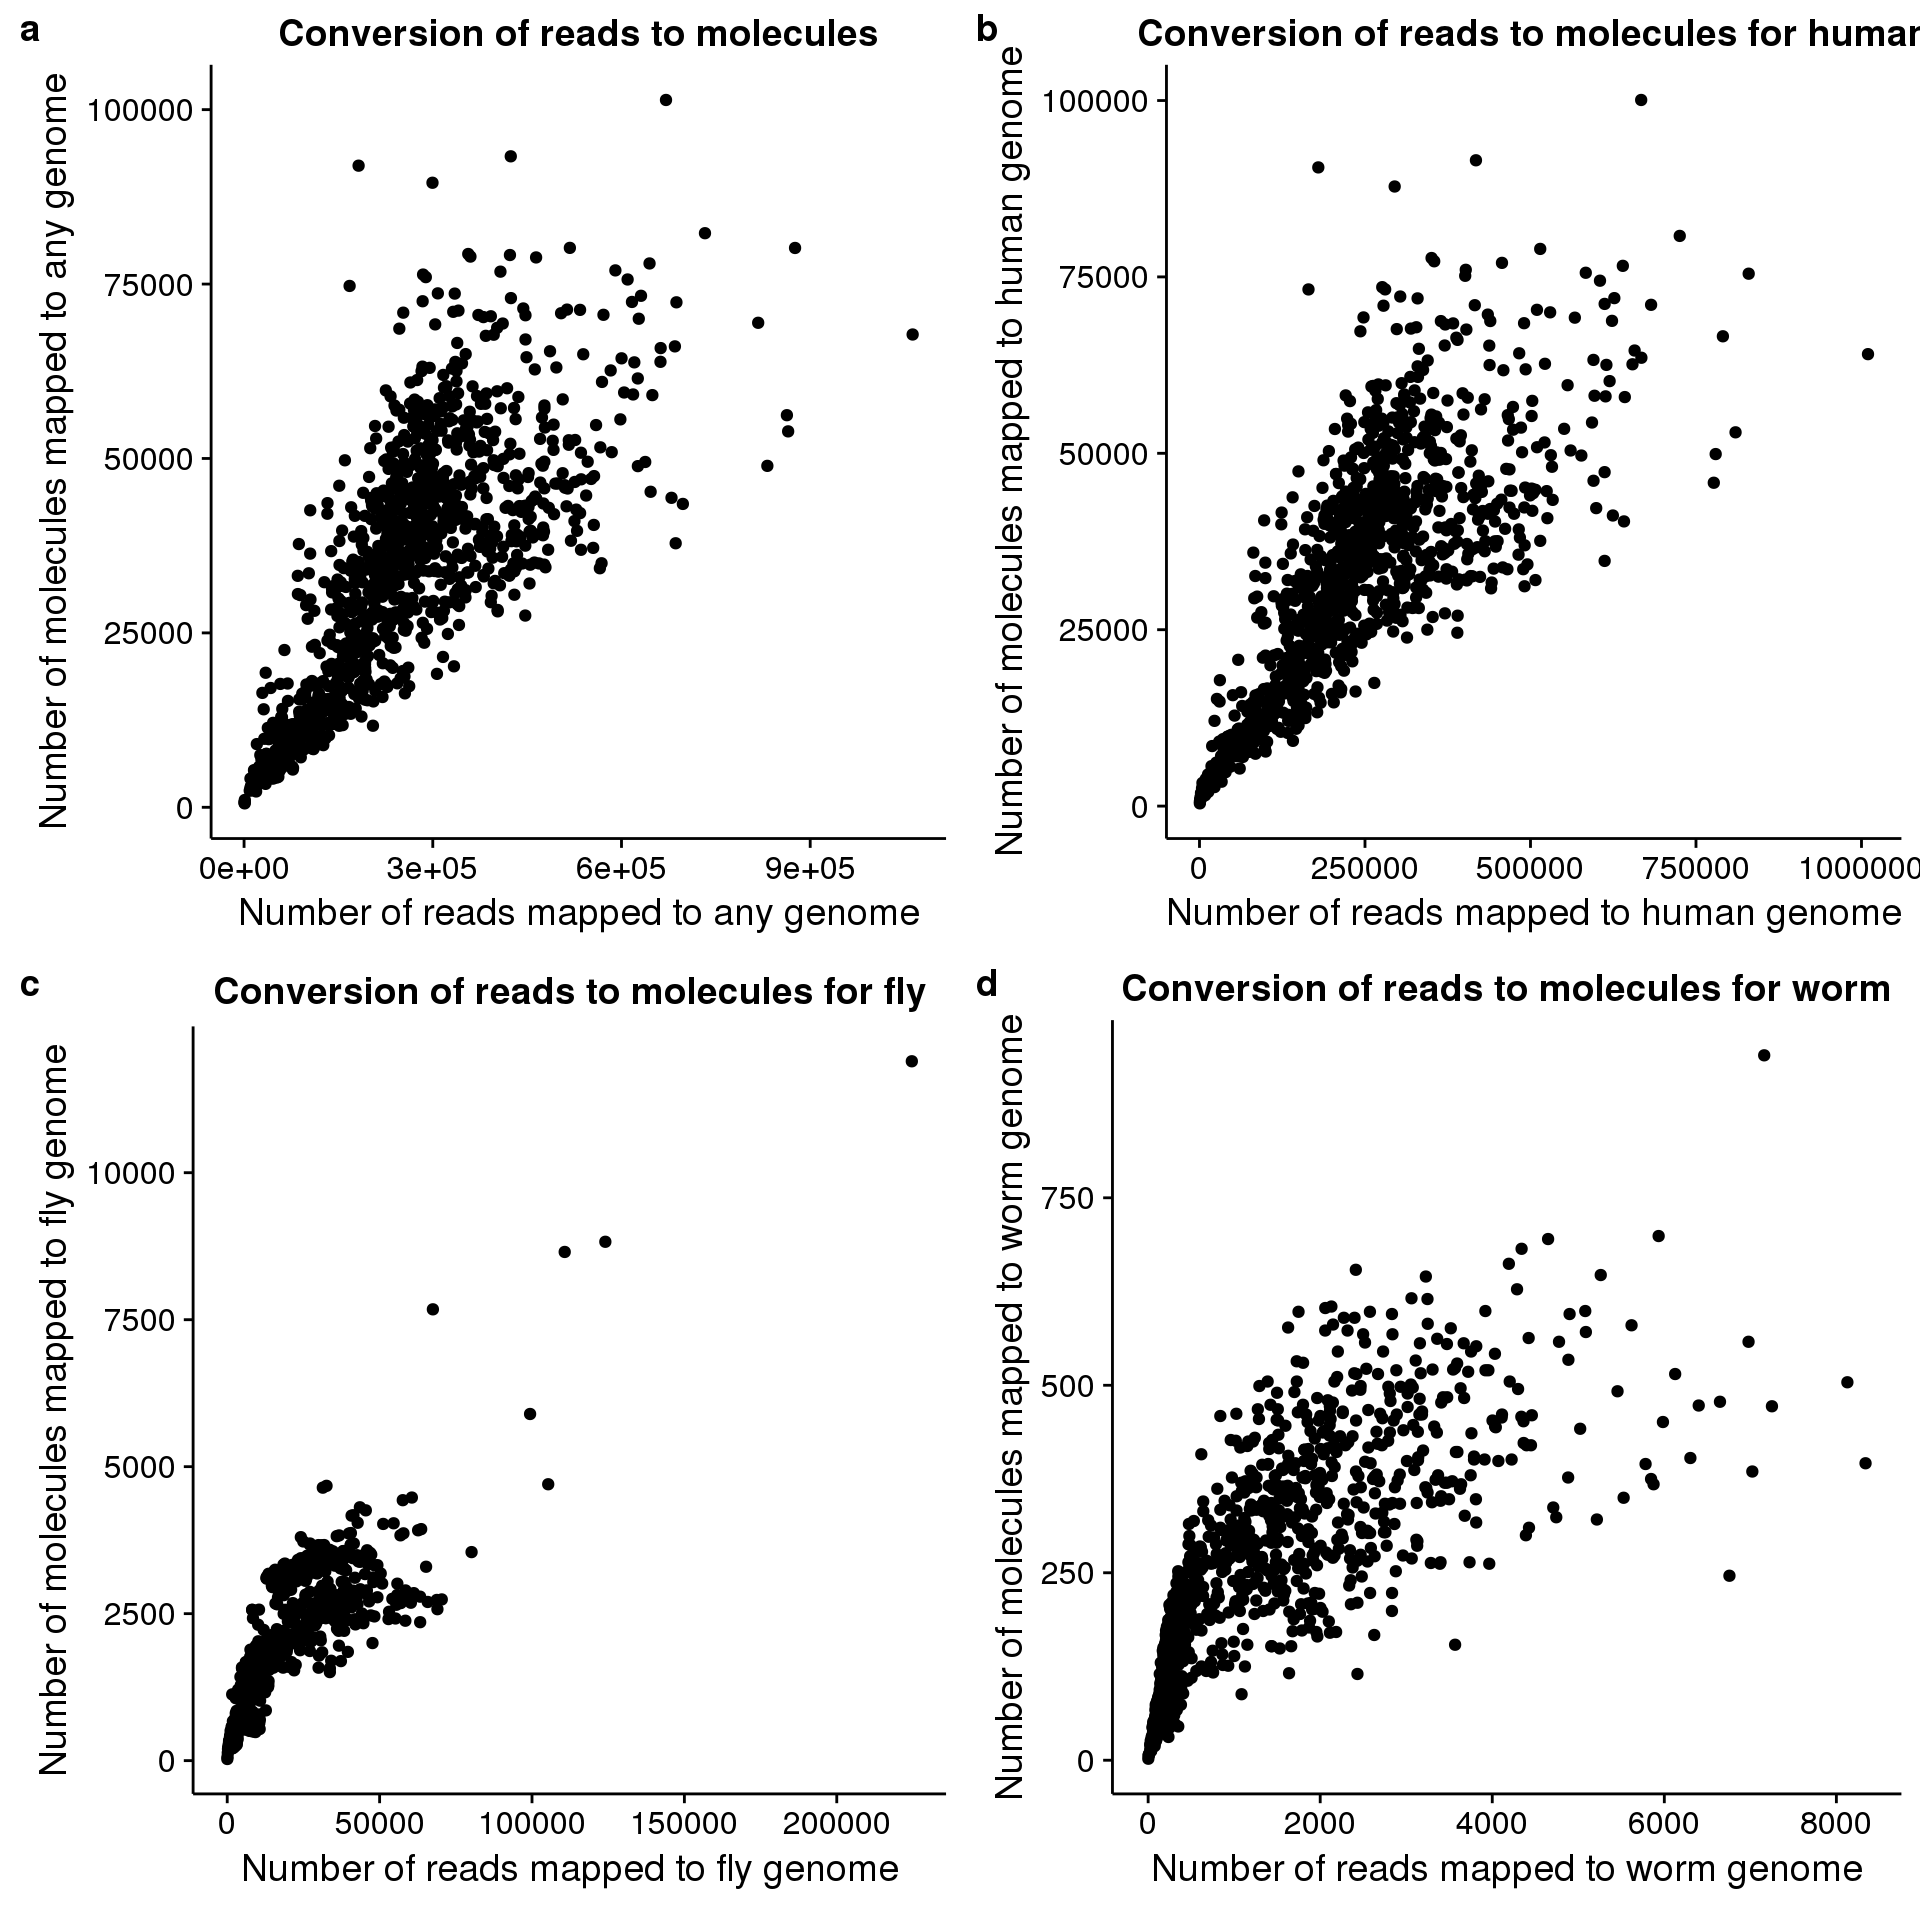 a
Conversion of reads to molecules
Number of molecules mapped to any genome
100000
75000
50000
25000
0
0e+00 3e+05 6e+05 9e+05
Number of reads mapped to any genome
b
Conversion of reads to molecules for human
Number of molecules mapped to human genome
100000
75000
50000
25000
0
0 250000 500000 750000 1000000
Number of reads mapped to human genome
c
Conversion of reads to molecules for fly
Number of molecules mapped to fly genome
10000
7500
5000
2500
0
0 50000 100000 150000 200000
Number of reads mapped to fly genome
d
Conversion of reads to molecules for worm
Number of molecules mapped to worm genome
750
500
250
0
0 2000 4000 6000 8000
Number of reads mapped to worm genome